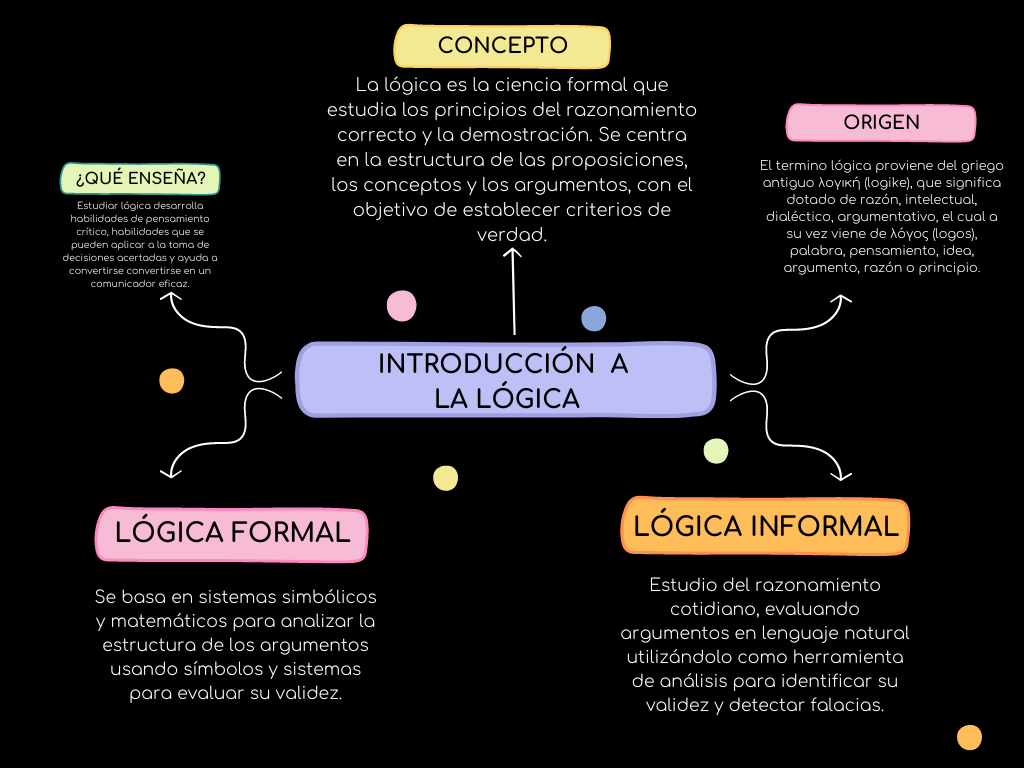 CONCEPTO
La lógica es la ciencia formal que
estudia los principios del razonamiento
correcto y la demostración. Se centra
en la estructura de las proposiciones,
los conceptos y los argumentos, con el
objetivo de establecer criterios de
verdad.
ORIGEN
El termino lógica proviene del griego
antiguo λογική (logike), que significa
dotado de razón, intelectual,
dialéctico, argumentativo, el cual a
su vez viene de λόγος (logos),
palabra, pensamiento, idea,
argumento, razón o principio.
¿QUÉ ENSEÑA?
Estudiar lógica desarrolla
habilidades de pensamiento
crítico, habilidades que se
pueden aplicar a la toma de
decisiones acertadas y ayuda a
convertirse convertirse en un
comunicador eficaz.
INTRODUCCIÓN A
LA LÓGICA
LÓGICA FORMAL
Se basa en sistemas simbólicos
y matemáticos para analizar la
estructura de los argumentos
usando símbolos y sistemas
para evaluar su validez.
LÓGICA INFORMAL
Estudio del razonamiento
cotidiano, evaluando
argumentos en lenguaje natural
utilizándolo como herramienta
de análisis para identificar su
validez y detectar falacias.